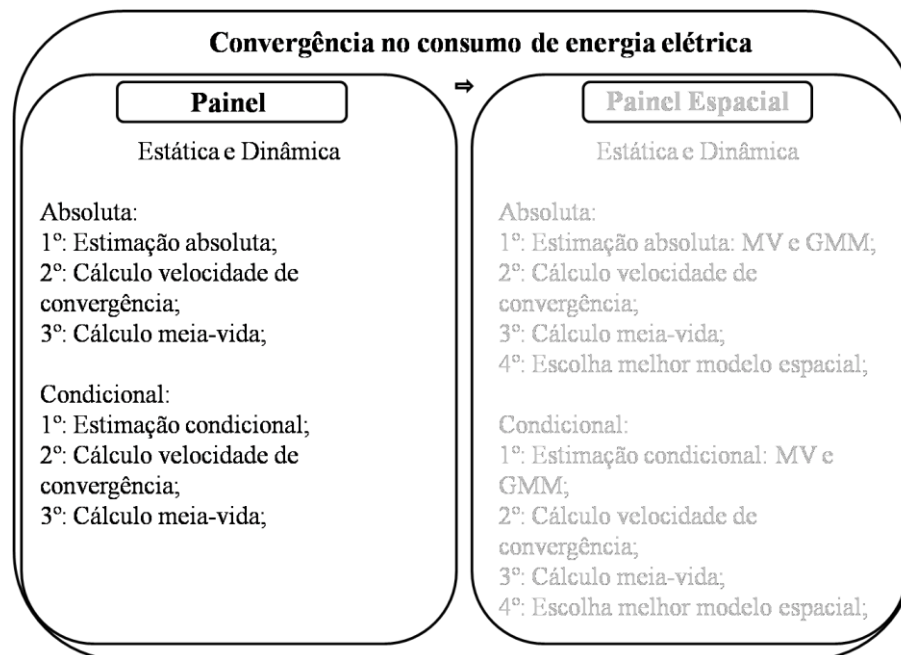 Convergência no consumo de energia elétrica
⇨
Painel
Estática e Dinâmica
Absoluta:
1º: Estimação absoluta;
2º: Cálculo velocidade de
convergência;
3º: Cálculo meia-vida;
Condicional:
1º: Estimação condicional;
2º: Cálculo velocidade de
convergência;
3º: Cálculo meia-vida;
Painel Espacial
Estática e Dinâmica
Absoluta:
1º: Estimação absoluta: MV e GMM;
2º: Cálculo velocidade de
convergência;
3º: Cálculo meia-vida;
4º: Escolha melhor modelo espacial;
Condicional:
1º: Estimação condicional: MV e
GMM;
2º: Cálculo velocidade de
convergência;
3º: Cálculo meia-vida;
4º: Escolha melhor modelo espacial;